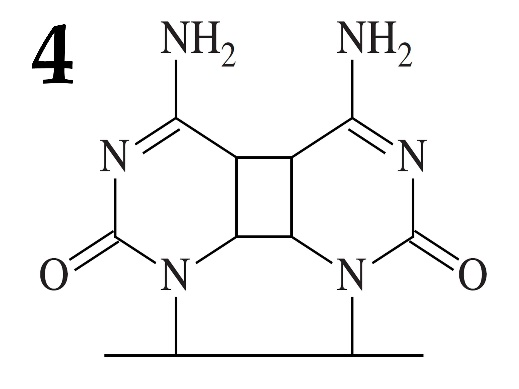 4
NH₂ NH₂
N N
O N N O